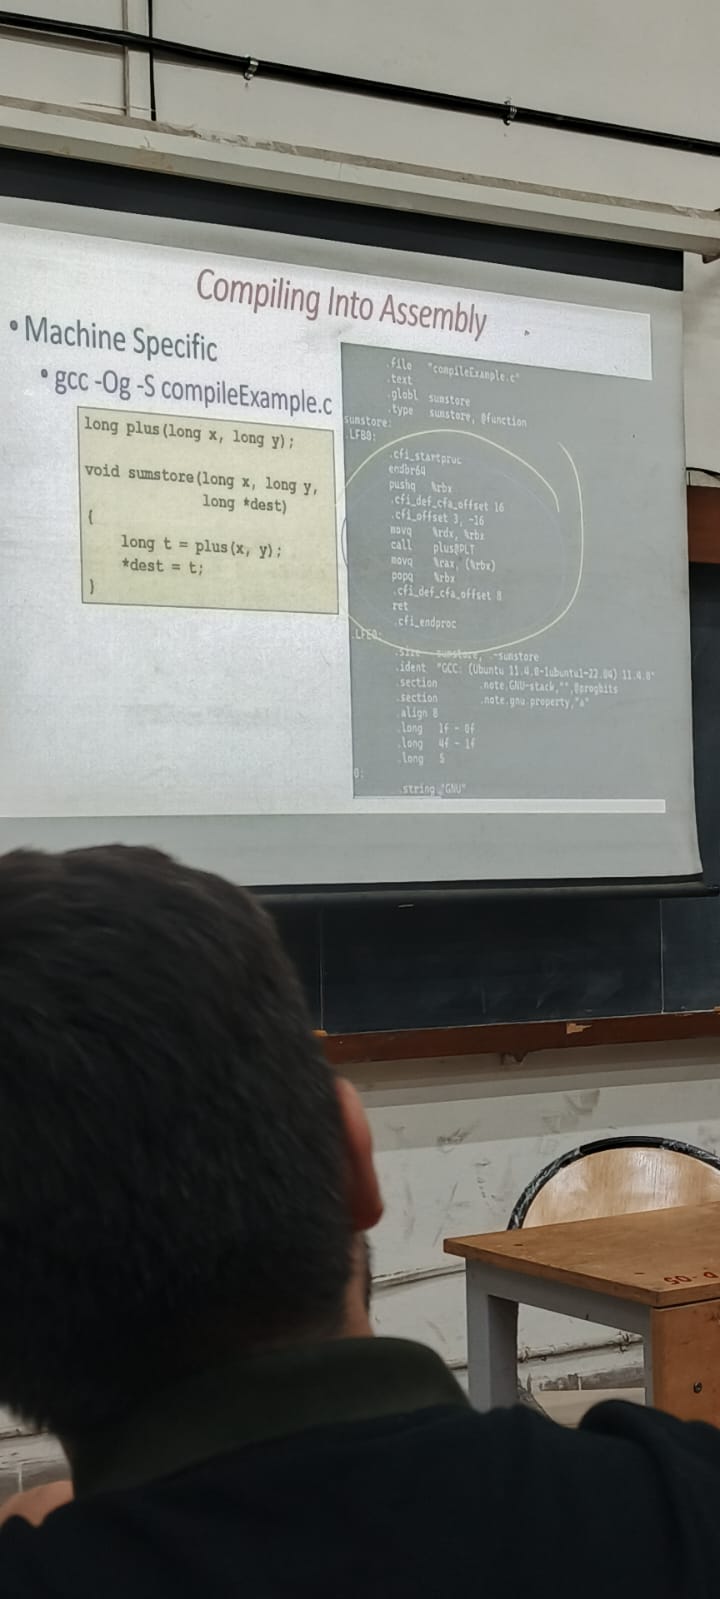 Compiling Into Assembly
• Machine Specific
• gcc -Og -S compileExample.c
long plus(long x, long y);
void sumstore(long x, long y,
long *dest)
{
long t = plus(x, y);
*dest = t;
}
.file "compileExample.c"
.text
.globl sumstore
.type sumstore, @function
sumstore:
.LFB0:
.cfi_startproc
endbr64
pushq %rbx
.cfi_def_cfa_offset 16
.cfi_offset 3, -16
movq %rdx, %rbx
call plus@PLT
movq %rax, (%rbx)
popq %rbx
.cfi_def_cfa_offset 8
ret
.cfi_endproc
.LFE0:
.size sumstore, .-sumstore
.ident "GCC: (Ubuntu 11.4.0-1ubuntu1~22.04) 11.4.0"
.section .note.GNU-stack,"",@progbits
.section .note.gnu.property,"a"
.align 8
.long 1f - 0f
.long 4f - 1f
.long 5
0:
.string "GNU"